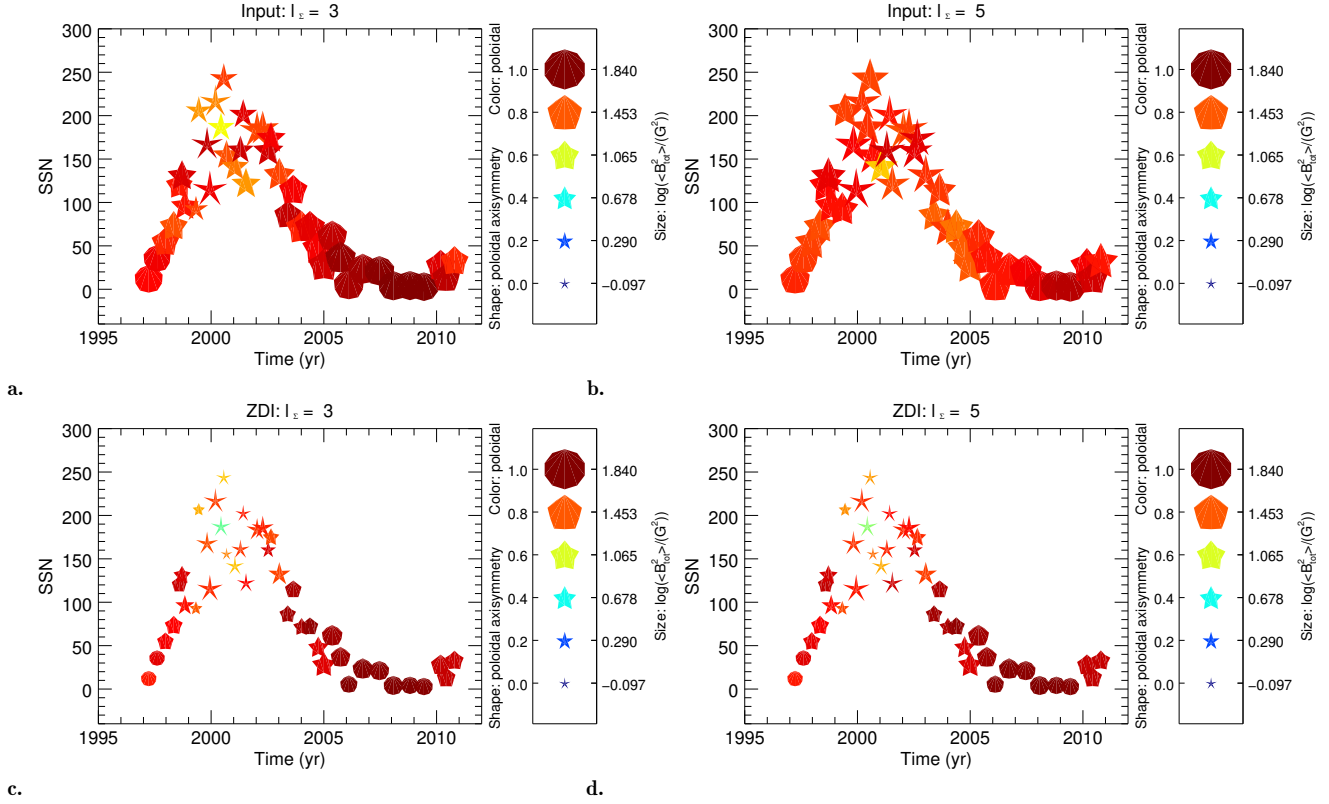 Input: l Σ = 3
SSN
300
250
200
150
100
50
0
1995 2000 2005 2010
Time (yr)
Shape: poloidal axisymmetry Color: poloidal
1.0 1.840
0.8 1.453
0.6 1.065
0.4 0.678
0.2 0.290
0.0 −0.097
Size: log(<B²tot>/(G²))
a.
Input: l Σ = 5
SSN
300
250
200
150
100
50
0
1995 2000 2005 2010
Time (yr)
Shape: poloidal axisymmetry Color: poloidal
1.0 1.840
0.8 1.453
0.6 1.065
0.4 0.678
0.2 0.290
0.0 −0.097
Size: log(<B²tot>/(G²))
b.
ZDI: l Σ = 3
SSN
300
250
200
150
100
50
0
1995 2000 2005 2010
Time (yr)
Shape: poloidal axisymmetry Color: poloidal
1.0 1.840
0.8 1.453
0.6 1.065
0.4 0.678
0.2 0.290
0.0 −0.097
Size: log(<B²tot>/(G²))
c.
ZDI: l Σ = 5
SSN
300
250
200
150
100
50
0
1995 2000 2005 2010
Time (yr)
Shape: poloidal axisymmetry Color: poloidal
1.0 1.840
0.8 1.453
0.6 1.065
0.4 0.678
0.2 0.290
0.0 −0.097
Size: log(<B²tot>/(G²))
d.